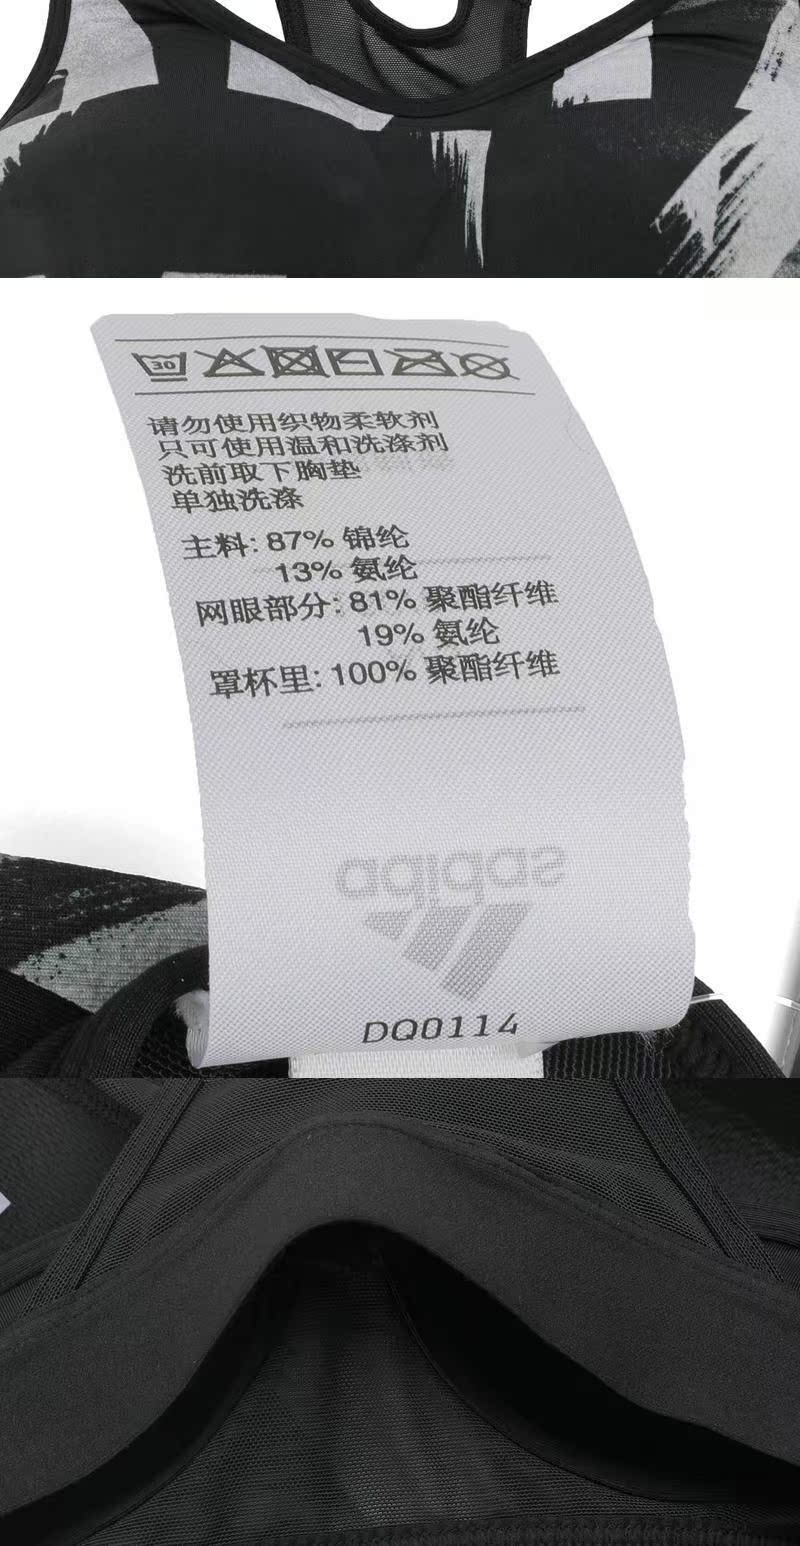 30
请勿使用织物柔软剂
只可使用温和洗涤剂
洗前取下胸垫
单独洗涤
主料: 87% 锦纶
13% 氨纶
网眼部分: 81% 聚酯纤维
19% 氨纶
罩杯里: 100% 聚酯纤维
adidas
DQ0114